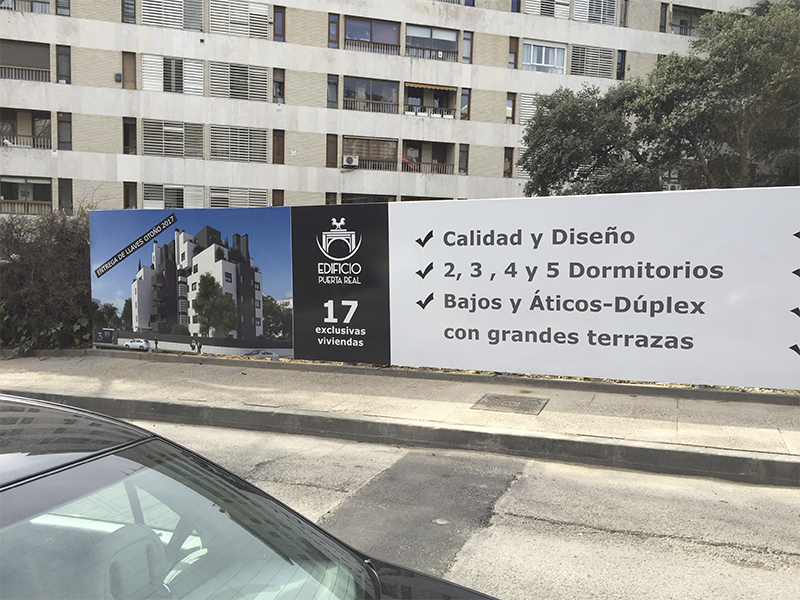 ENTREGA DE LLAVES OTOÑO 2017
EDIFICIO
PUERTA REAL
17
exclusivas
viviendas
✓ Calidad y Diseño
✓ 2, 3 , 4 y 5 Dormitorios
✓ Bajos y Áticos-Dúplex
con grandes terrazas